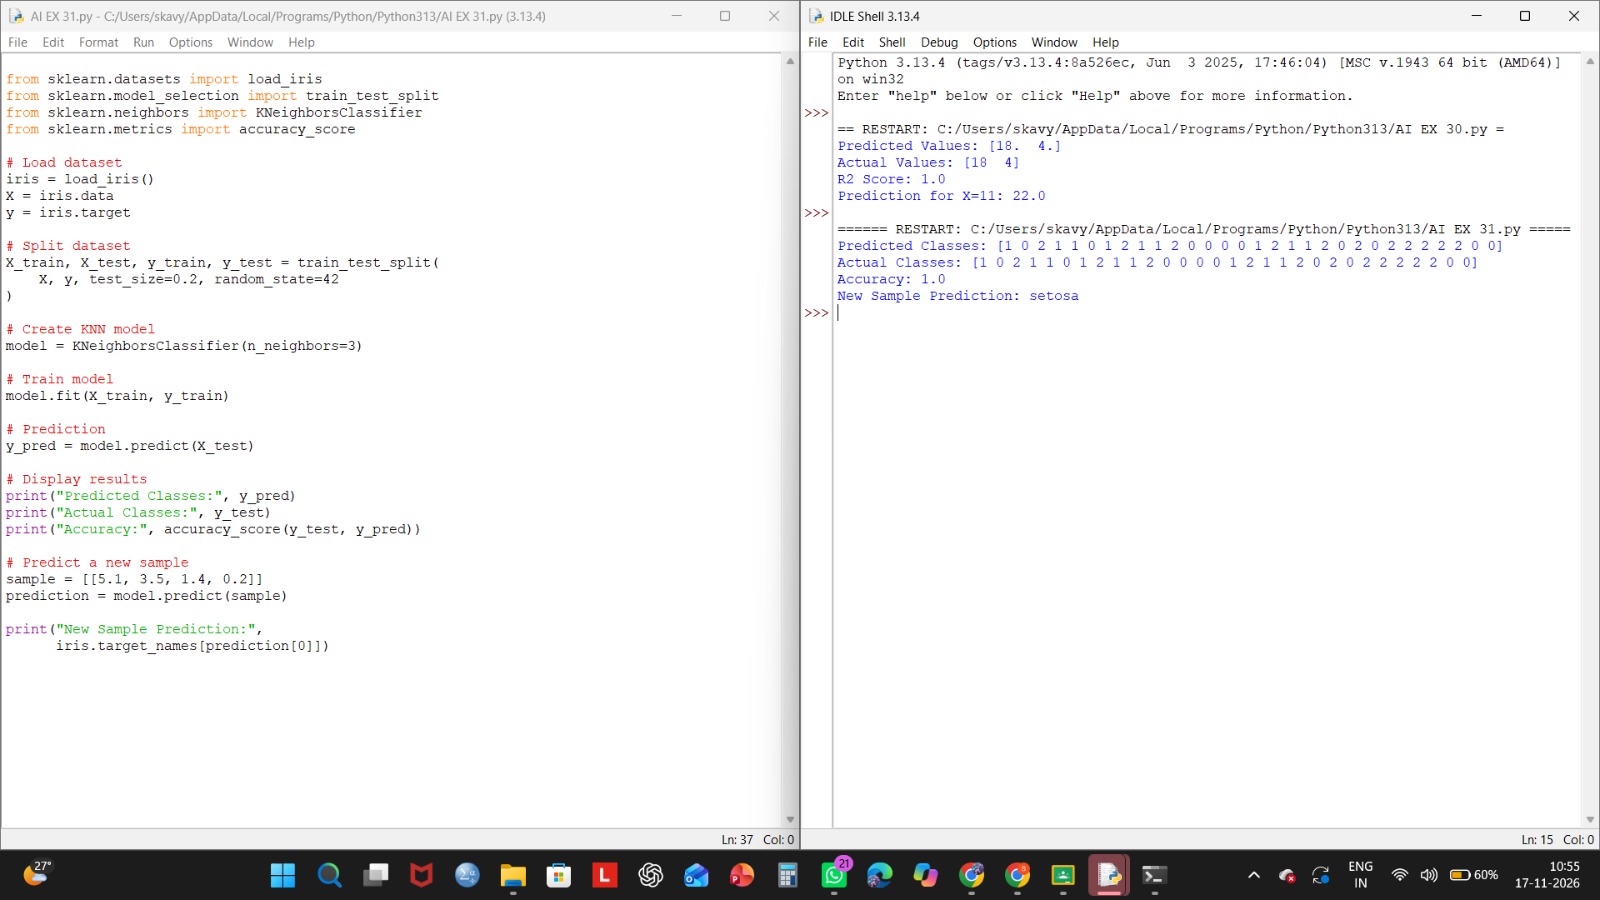 AI EX 31.py - C:/Users/skavy/AppData/Local/Programs/Python/Python313/AI EX 31.py (3.13.4)
File Edit Format Run Options Window Help
from sklearn.datasets import load_iris
from sklearn.model_selection import train_test_split
from sklearn.neighbors import KNeighborsClassifier
from sklearn.metrics import accuracy_score
# Load dataset
iris = load_iris()
X = iris.data
y = iris.target
# Split dataset
X_train, X_test, y_train, y_test = train_test_split(
    X, y, test_size=0.2, random_state=42
)
# Create KNN model
model = KNeighborsClassifier(n_neighbors=3)
# Train model
model.fit(X_train, y_train)
# Prediction
y_pred = model.predict(X_test)
# Display results
print("Predicted Classes:", y_pred)
print("Actual Classes:", y_test)
print("Accuracy:", accuracy_score(y_test, y_pred))
# Predict a new sample
sample = [[5.1, 3.5, 1.4, 0.2]]
prediction = model.predict(sample)
print("New Sample Prediction:",
      iris.target_names[prediction[0]])
Ln: 37 Col: 0
IDLE Shell 3.13.4
File Edit Shell Debug Options Window Help
Python 3.13.4 (tags/v3.13.4:8a526ec, Jun  3 2025, 17:46:04) [MSC v.1943 64 bit (AMD64)]
on win32
Enter "help" below or click "Help" above for more information.
>>>
== RESTART: C:/Users/skavy/AppData/Local/Programs/Python/Python313/AI EX 30.py =
Predicted Values: [18.  4.]
Actual Values: [18  4]
R2 Score: 1.0
Prediction for X=11: 22.0
>>>
====== RESTART: C:/Users/skavy/AppData/Local/Programs/Python/Python313/AI EX 31.py =====
Predicted Classes: [1 0 2 1 1 0 1 2 1 1 2 0 0 0 0 1 2 1 1 2 0 2 0 2 2 2 2 2 0 0]
Actual Classes: [1 0 2 1 1 0 1 2 1 1 2 0 0 0 0 1 2 1 1 2 0 2 0 2 2 2 2 2 0 0]
Accuracy: 1.0
New Sample Prediction: setosa
>>>
Ln: 15 Col: 0
27°
L
21
ENG
IN
60%
10:55
17-11-2026